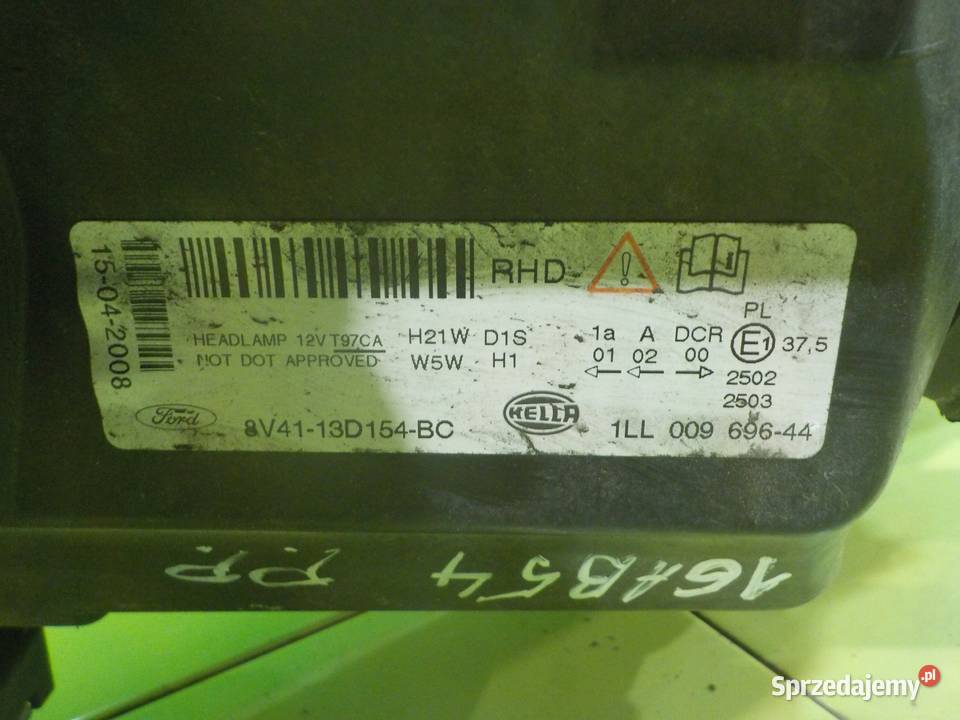 15-04-2008
RHD
HEADLAMP 12V T97CA H21W D1S 1a A DCR PL
NOT DOT APPROVED W5W H1 01 02 00 E1 37,5
2502
2503
Ford 8V41-13D154-BC HELLA 1LL 009 696-44
16AB54 P.P.
Sprzedajemy.pl